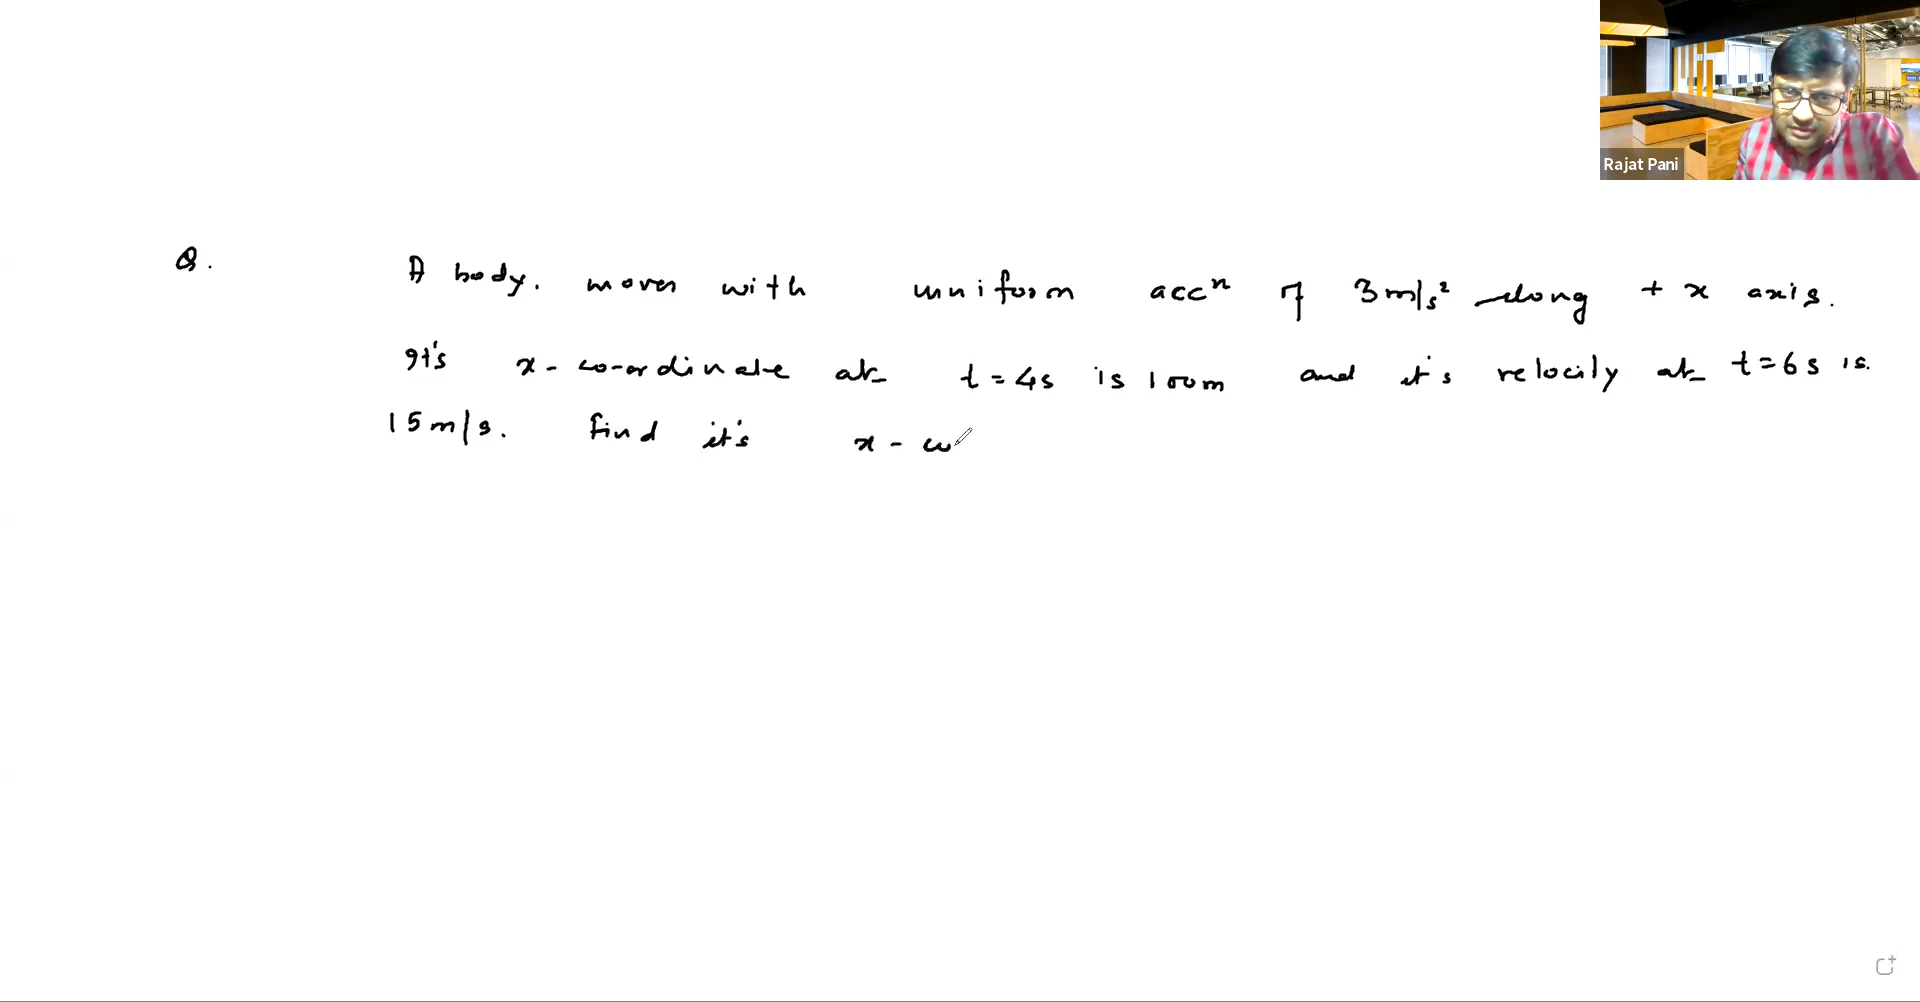 Rajat Pani
Q. A body. moves with uniform accⁿ of 3m/s² along + x axis.
It's x-co-ordinate at t=4s is 100m and it's velocity at t=6s is
15m/s. find it's x-co